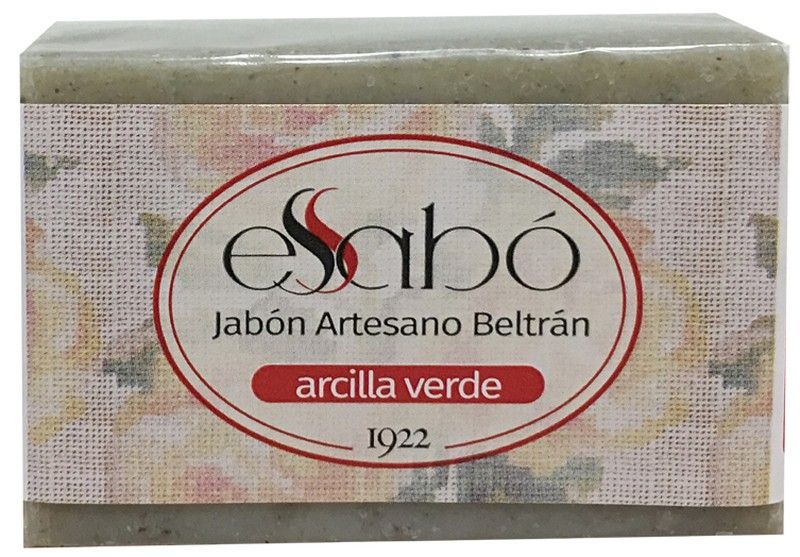 eSSabó
Jabón Artesano Beltrán
arcilla verde
1922